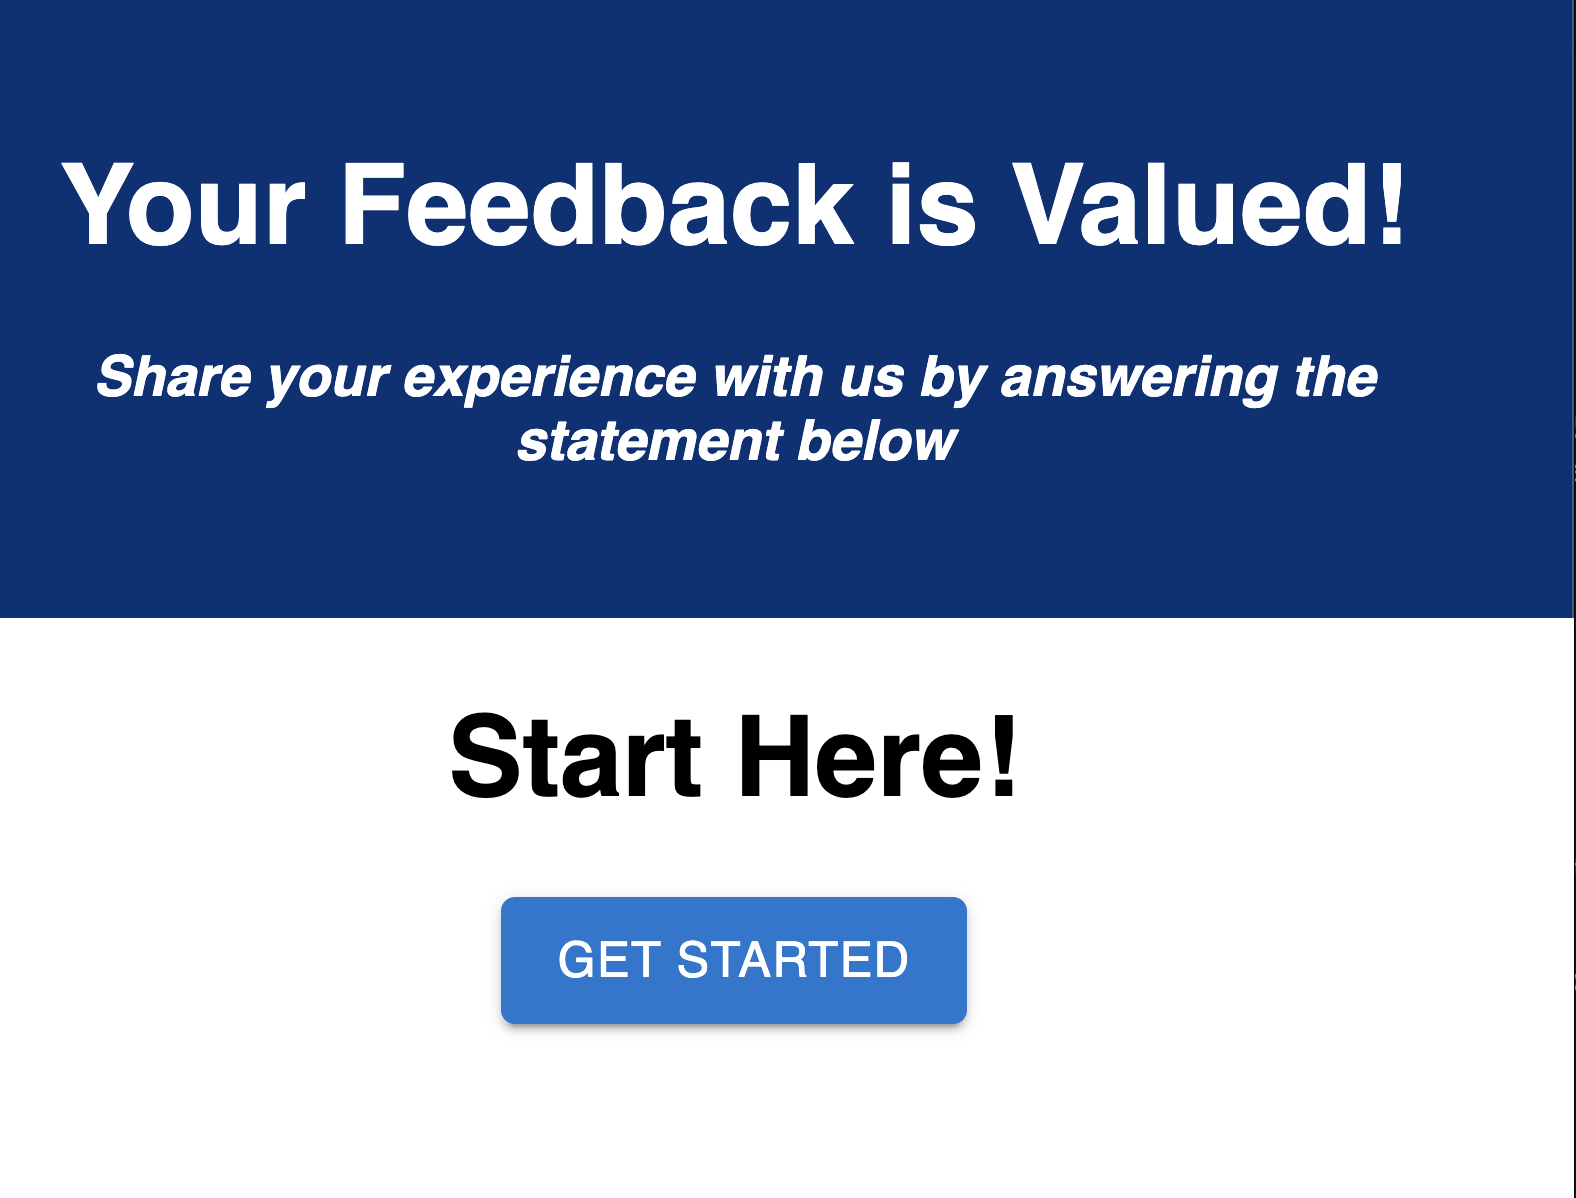 Your Feedback is Valued!
Share your experience with us by answering the
statement below
Start Here!
GET STARTED